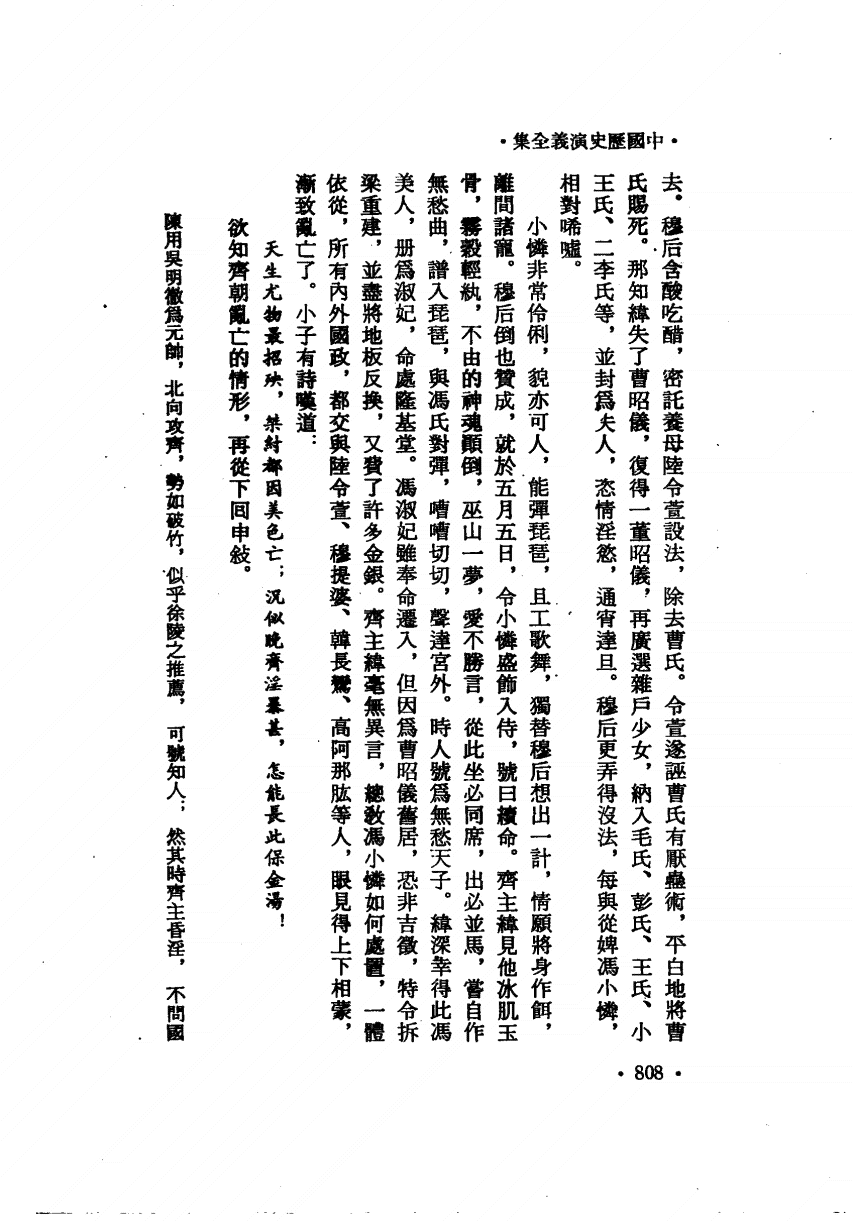 •中國歷史演義全集•
去。穆后含酸吃醋，密託養母陸令萱設法，除去曹氏。令萱遂誣曹氏有厭蠱術，平白地將曹
氏賜死。那知緯失了曹昭儀，復得一董昭儀，再廣選雜戶少女，納入毛氏、彭氏、王氏、小
王氏、二李氏等，並封爲夫人，恣情淫慾，通宵達旦。穆后更弄得沒法，每與從婢馮小憐，
相對唏噓。
小憐非常伶俐，貌亦可人，能彈琵琶，且工歌舞，獨替穆后想出一計，情願將身作餌，
離間諸寵。穆后倒也贊成，就於五月五日，令小憐盛飾入侍，號曰續命。齊主緯見他冰肌玉
骨，霧縠輕紈，不由的神魂顚倒，巫山一夢，愛不勝言，從此坐必同席，出必並馬，嘗自作
無愁曲，譜入琵琶，與馮氏對彈，嘈嘈切切，聲達宮外。時人號爲無愁天子。緯深幸得此馮
美人，册爲淑妃，命處隆基堂。馮淑妃雖奉命遷入，但因爲曹昭儀舊居，恐非吉徵，特令拆
梁重建，並盡將地板反換，又費了許多金銀。齊主緯毫無異言，總敎馮小憐如何處置，一體
依從，所有內外國政，都交與陸令萱、穆提婆、韓長鸞、高阿那肱等人，眼見得上下相蒙，
漸致亂亡了。小子有詩嘆道：
天生尤物最招殃，桀紂都因美色亡；況似晚齊淫暴甚，怎能長此保金湯！
欲知齊朝亂亡的情形，再從下回申敍。
陳用吳明徹爲元帥，北向攻齊，勢如破竹，似乎徐陵之推薦，可號知人；然其時齊主昏淫，不問國
•808•